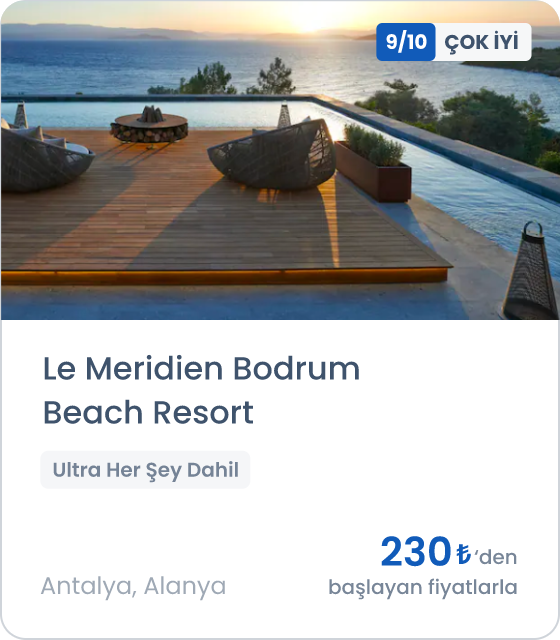 9/10 ÇOK İYİ
Le Meridien Bodrum
Beach Resort
Ultra Her Şey Dahil
230₺‘den
Antalya, Alanya başlayan fiyatlarla